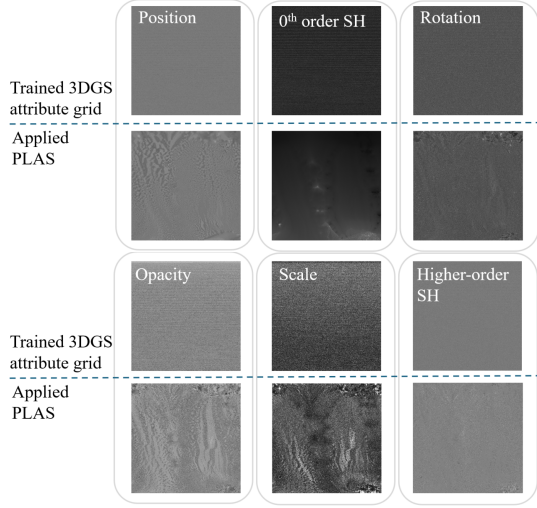 Position
0th order SH
Rotation
Trained 3DGS
attribute grid
Applied
PLAS
Opacity
Scale
Higher-order
SH
Trained 3DGS
attribute grid
Applied
PLAS